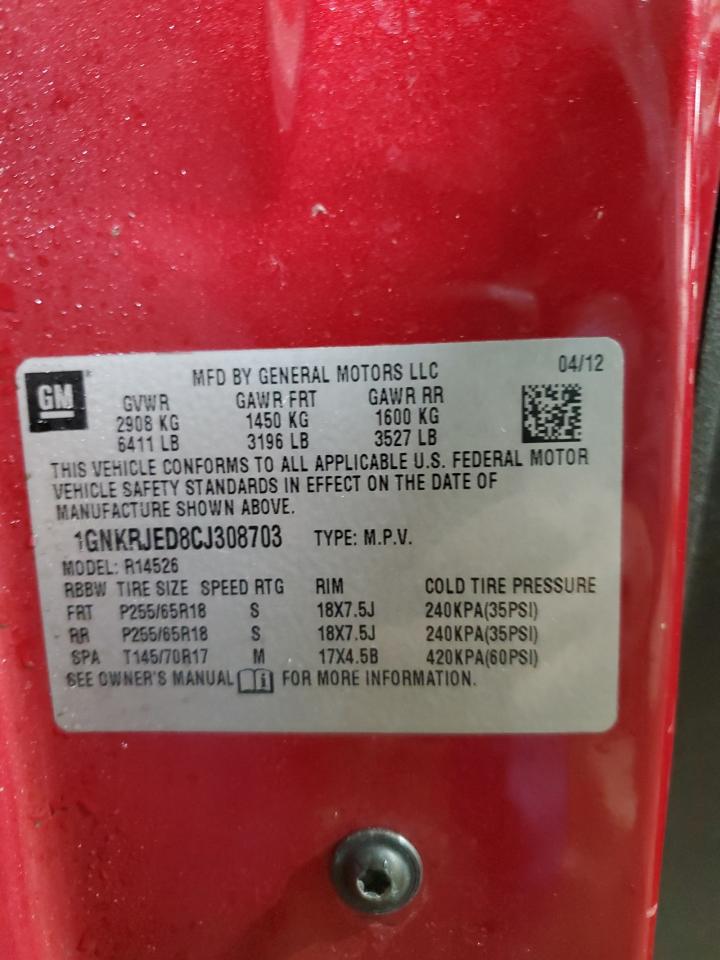 GM
MFD BY GENERAL MOTORS LLC 04/12
GVWR GAWR FRT GAWR RR
2908 KG 1450 KG 1600 KG
6411 LB 3196 LB 3527 LB
THIS VEHICLE CONFORMS TO ALL APPLICABLE U.S. FEDERAL MOTOR
VEHICLE SAFETY STANDARDS IN EFFECT ON THE DATE OF
MANUFACTURE SHOWN ABOVE.
1GNKRJED8CJ308703 TYPE: M.P.V.
MODEL: R14526
RBBW TIRE SIZE SPEED RTG RIM COLD TIRE PRESSURE
FRT P255/65R18 S 18X7.5J 240KPA(35PSI)
RR P255/65R18 S 18X7.5J 240KPA(35PSI)
SPA T145/70R17 M 17X4.5B 420KPA(60PSI)
SEE OWNER'S MANUAL FOR MORE INFORMATION.